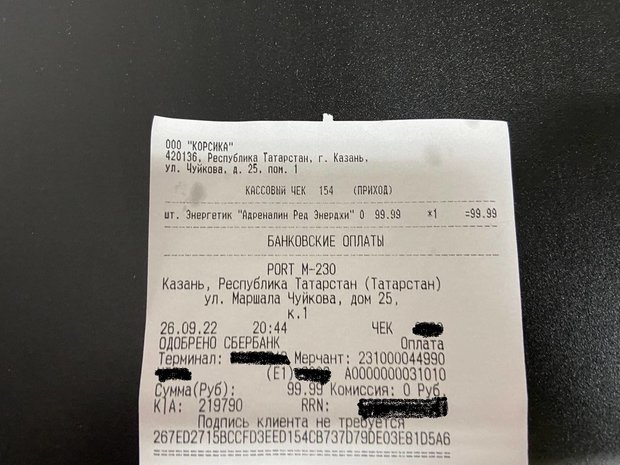 ООО "КОРСИКА"
420136, Республика Татарстан, г. Казань,
ул. Чуйкова, д. 25, пом. 1
КАССОВЫЙ ЧЕК 154 (ПРИХОД)
шт. Энергетик "Адреналин Ред Энерджи" 0 99.99 *1 =99.99
БАНКОВСКИЕ ОПЛАТЫ
PORT M-230
Казань, Республика Татарстан (Татарстан)
ул. Маршала Чуйкова, дом 25,
к.1
26.09.22 20:44 ЧЕК
ОДОБРЕНО СБЕРБАНК Оплата
Терминал: Мерчант: 231000044990
(E1) A0000000031010
Сумма(Руб): 99.99 Комиссия: 0 Руб
К|А: 219790 RRN:
Подпись клиента не требуется
267ED2715BCCFD3EED154CB737D79DE03E81D5A6